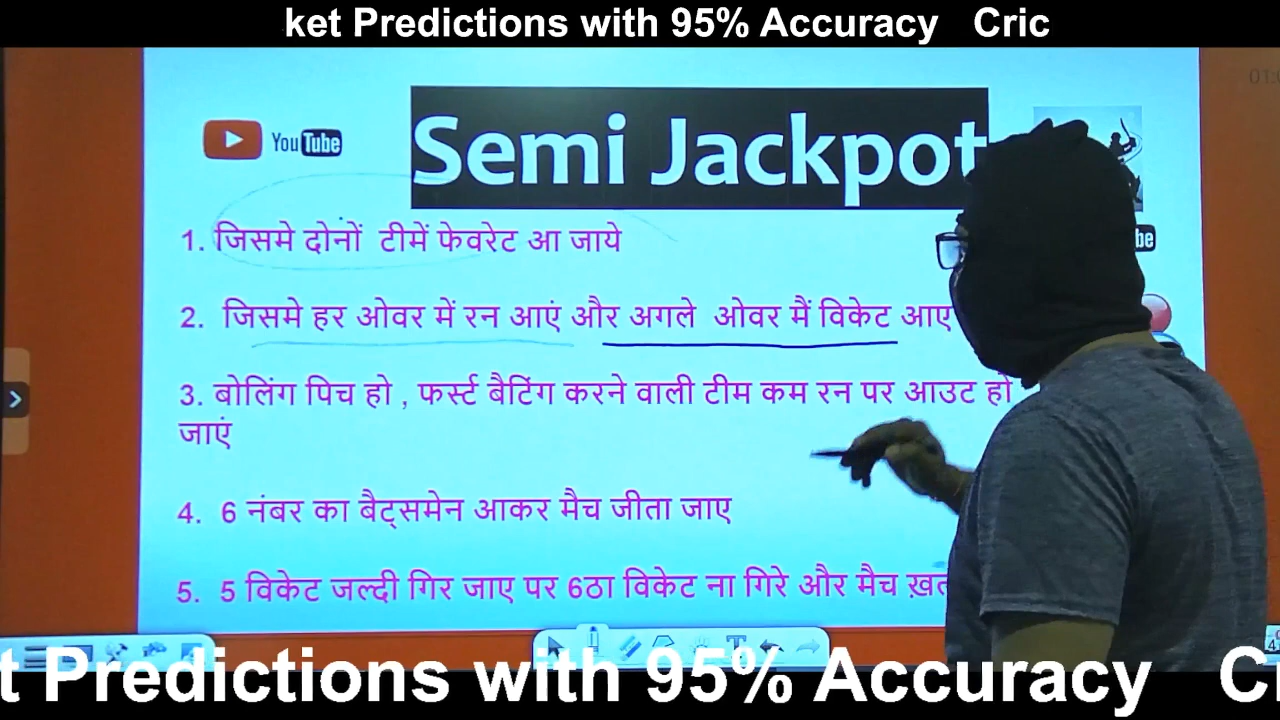 ket Predictions with 95% Accuracy Cric
YouTube
Semi Jackpot
1. जिसमे दोनों टीमें फेवरेट आ जाये
be
2. जिसमे हर ओवर में रन आएं और अगले ओवर मैं विकेट आए
3. बोलिंग पिच हो , फर्स्ट बैटिंग करने वाली टीम कम रन पर आउट हो
जाएं
4. 6 नंबर का बैट्समेन आकर मैच जीता जाए
5. 5 विकेट जल्दी गिर जाए पर 6ठा विकेट ना गिरे और मैच
t Predictions with 95% Accuracy C